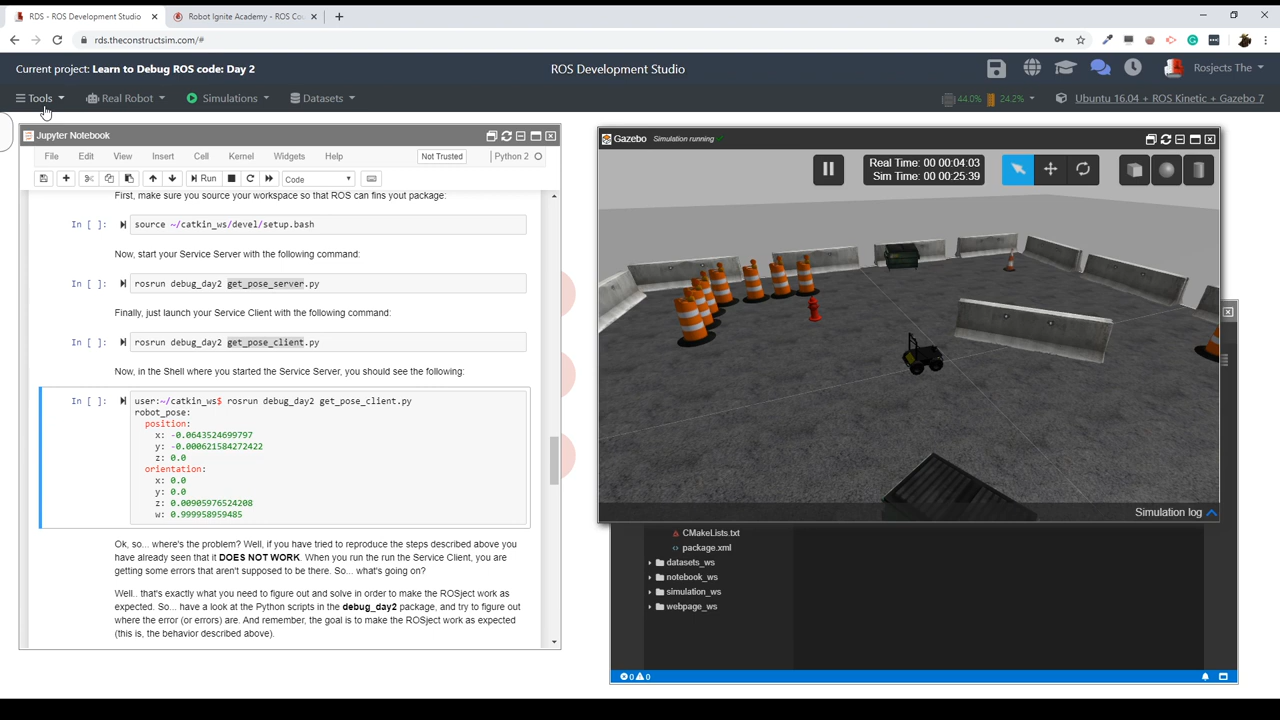 RDS - ROS Development Studio
Robot Ignite Academy - ROS Cou
rds.theconstructsim.com/#
Current project: Learn to Debug ROS code: Day 2
ROS Development Studio
Rosjects The
Tools
Real Robot
Simulations
Datasets
44.0%
24.2%
Ubuntu 16.04 + ROS Kinetic + Gazebo 7
Jupyter Notebook
File Edit View Insert Cell Kernel Widgets Help
Not Trusted
Python 2
Run
Code
First, make sure you source your workspace so that ROS can fins yout package:
In [ ]: source ~/catkin_ws/devel/setup.bash
Now, start your Service Server with the following command:
In [ ]: rosrun debug_day2 get_pose_server.py
Finally, just launch your Service Client with the following command:
In [ ]: rosrun debug_day2 get_pose_client.py
Now, in the Shell where you started the Service Server, you should see the following:
In [ ]: user:~/catkin_ws$ rosrun debug_day2 get_pose_client.py
robot_pose:
position:
x: -0.0643524699797
y: -0.000621584272422
z: 0.0
orientation:
x: 0.0
y: 0.0
z: 0.00905976524208
w: 0.999958959485
Ok, so... where's the problem? Well, if you have tried to reproduce the steps described above you
have already seen that it DOES NOT WORK. When you run the run the Service Client, you are
getting some errors that aren't supposed to be there. So... what's going on?
Well.. that's exactly what you need to figure out and solve in order to make the ROSject work as
expected. So... have a look at the Python scripts in the debug_day2 package, and try to figure out
where the error (or errors) are. And remember, the goal is to make the ROSject work as expected
(this is, the behavior described above).
Gazebo
Simulation running
Real Time: 00 00:04:03
Sim Time: 00 00:25:39
Simulation log
CMakeLists.txt
package.xml
datasets_ws
notebook_ws
simulation_ws
webpage_ws
0 0